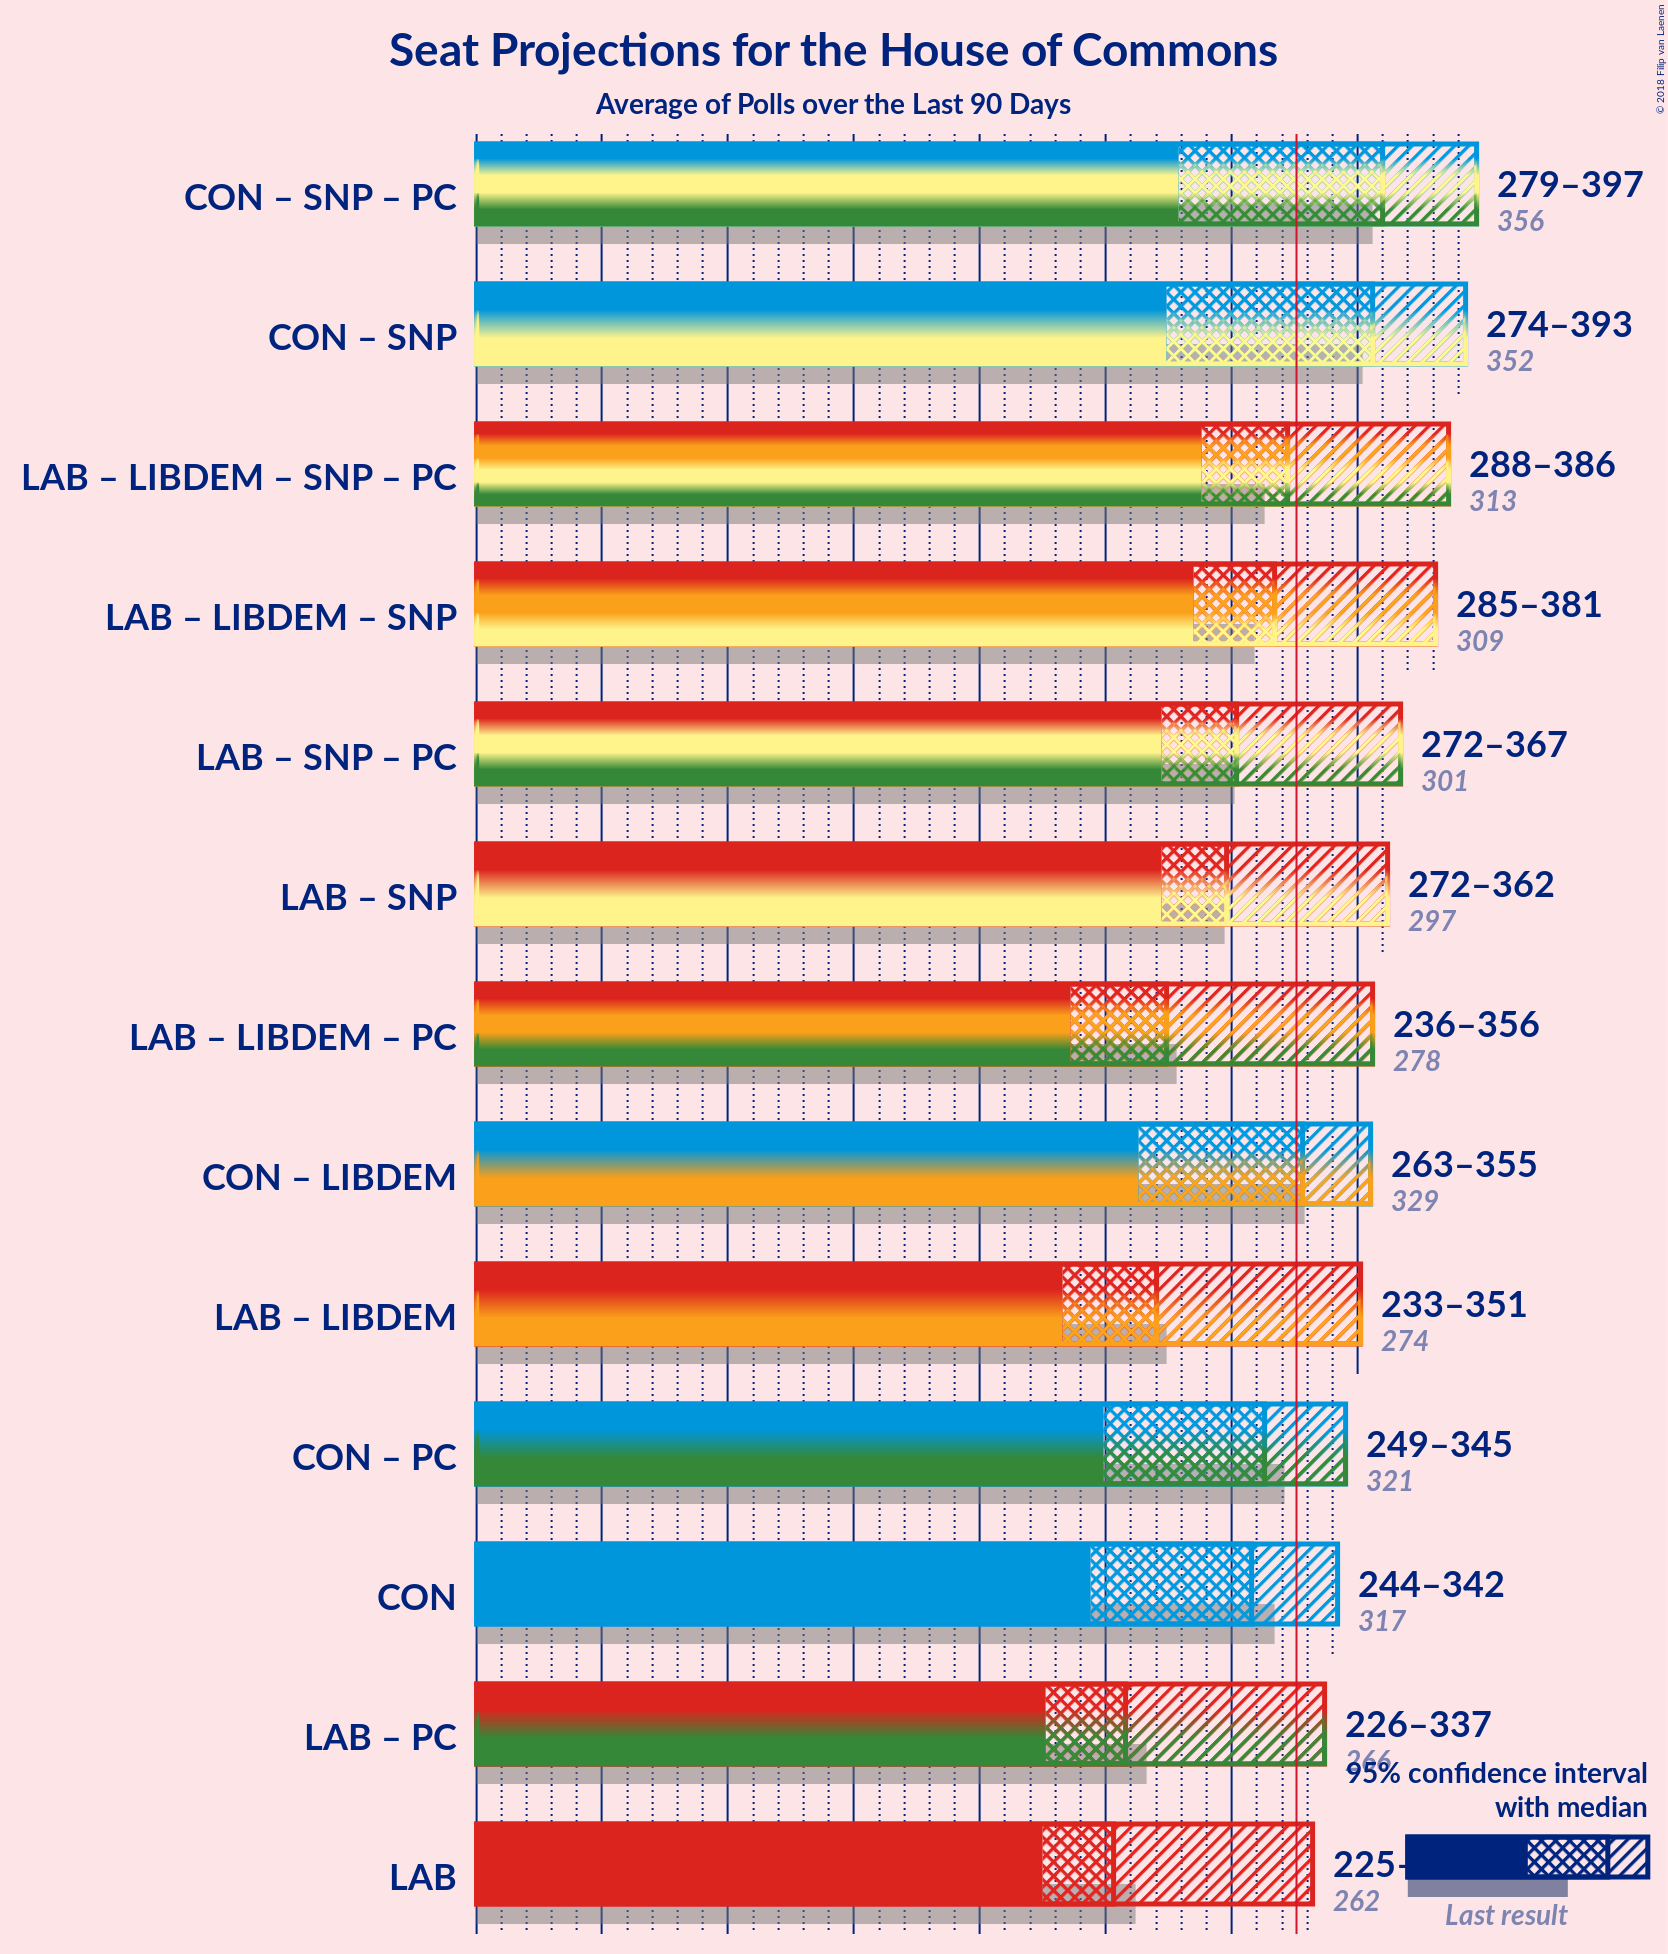 Seat Projections for the House of Commons
Average of Polls over the Last 90 Days
© 2018 Filip van Laenen
CON – SNP – PC
279–397
356
CON – SNP
274–393
352
LAB – LIBDEM – SNP – PC
288–386
313
LAB – LIBDEM – SNP
285–381
309
LAB – SNP – PC
272–367
301
LAB – SNP
272–362
297
LAB – LIBDEM – PC
236–356
278
CON – LIBDEM
263–355
329
LAB – LIBDEM
233–351
274
CON – PC
249–345
321
CON
244–342
317
LAB – PC
226–337
266
95% confidence interval
with median
LAB
225–
262
Last result